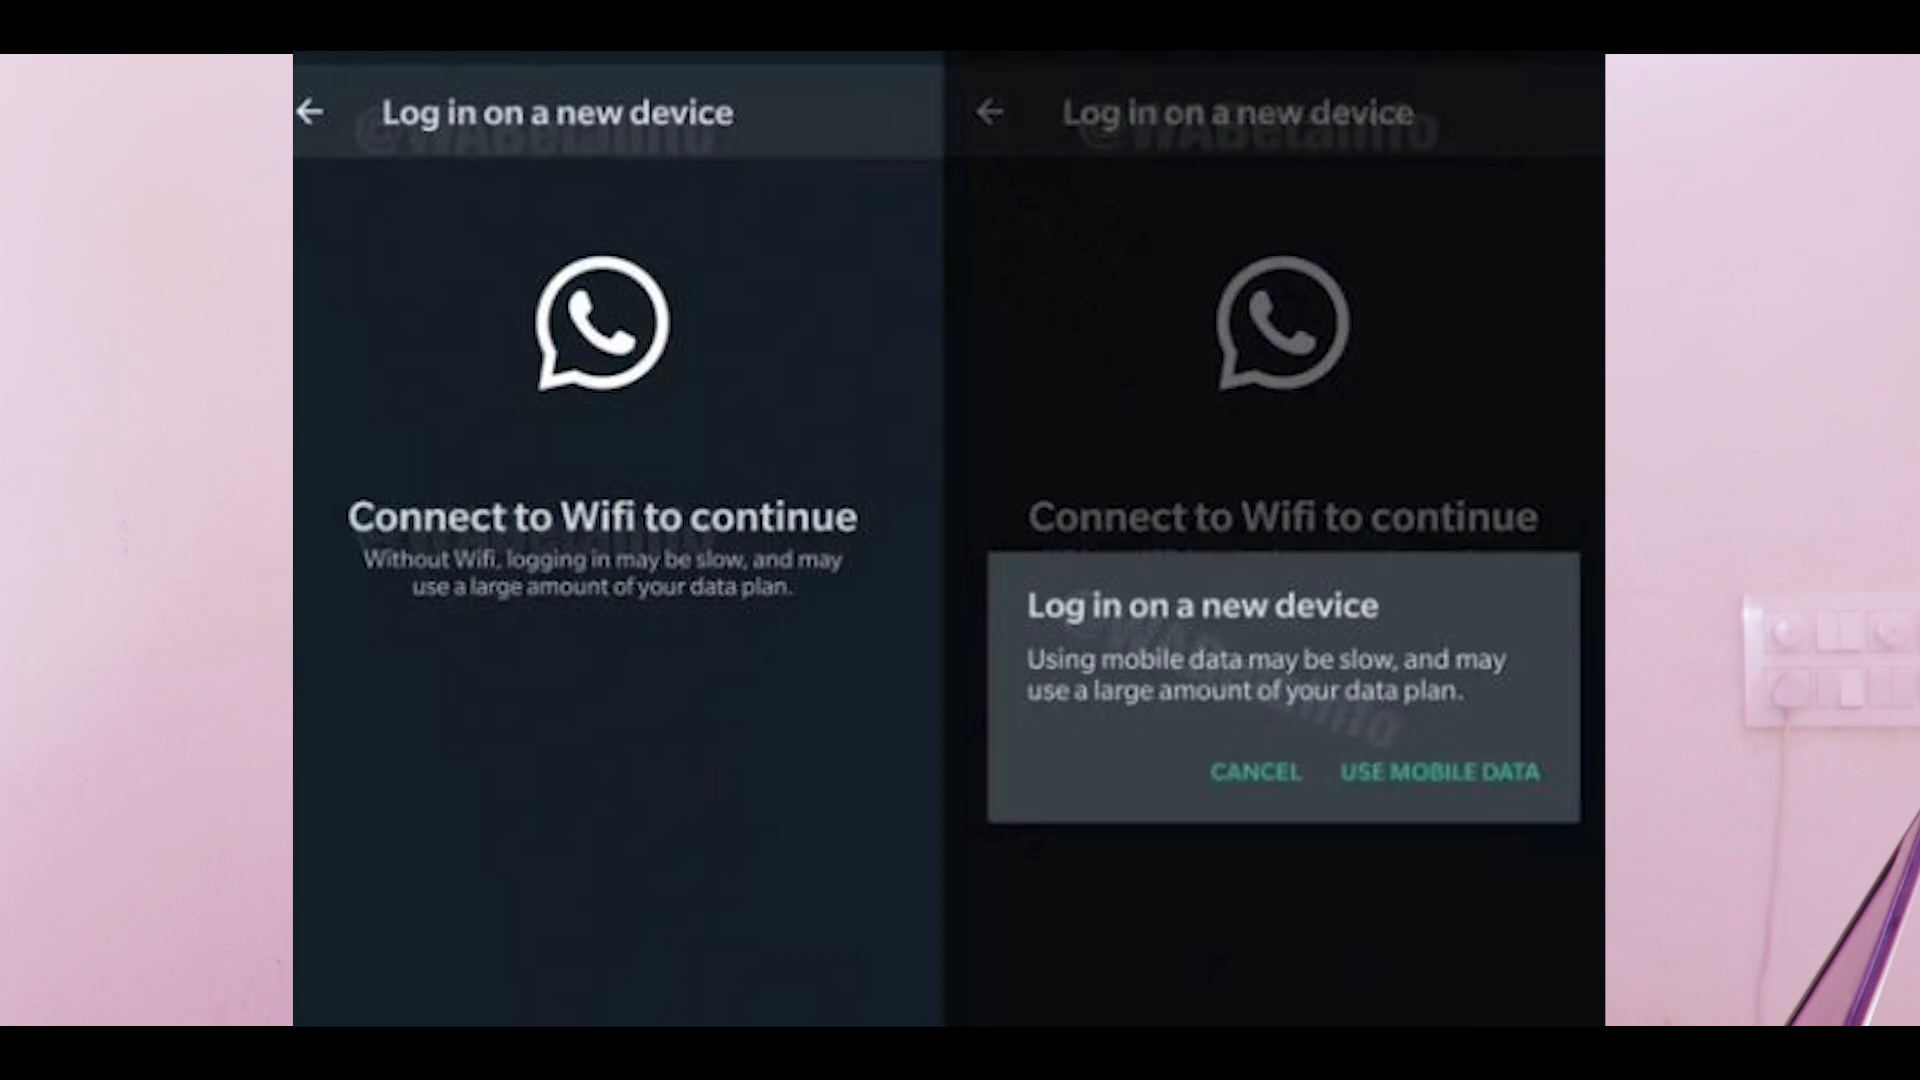 Log in on a new device
@WABetaInfo
Connect to Wifi to continue
Without Wifi, logging in may be slow, and may
use a large amount of your data plan.
Log in on a new device
@WABetaInfo
Connect to Wifi to continue
Log in on a new device
Using mobile data may be slow, and may
use a large amount of your data plan.
@WABetaInfo
CANCEL USE MOBILE DATA